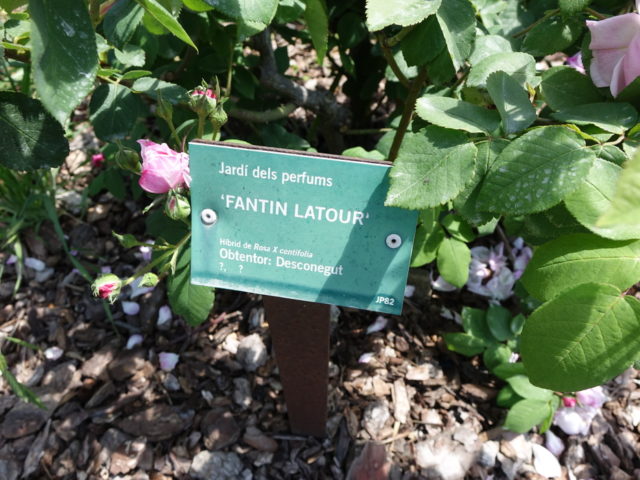 Jardí dels perfums
'FANTIN LATOUR'
Híbrid de Rosa X centifolia
Obtentor: Desconegut
?, ?
JP82